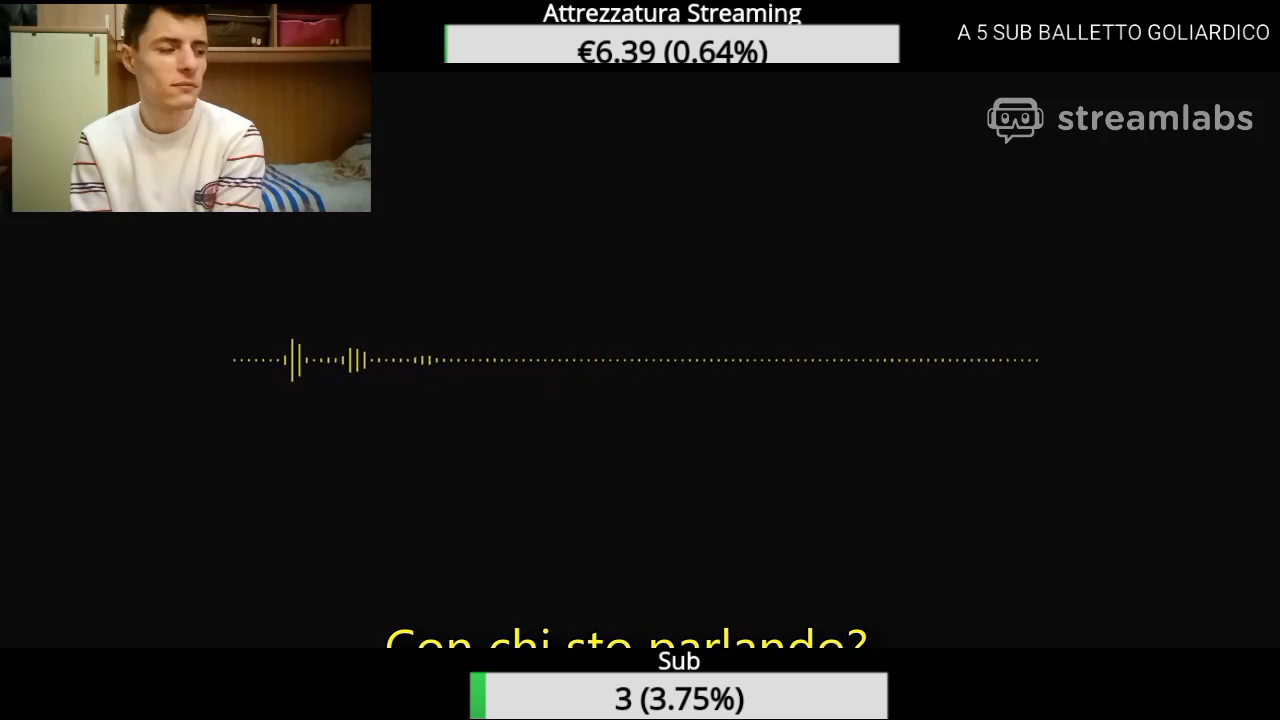 Attrezzatura Streaming
€6.39 (0.64%)
A 5 SUB BALLETTO GOLIARDICO
streamlabs
Con chi sto parlando?
Sub
3 (3.75%)